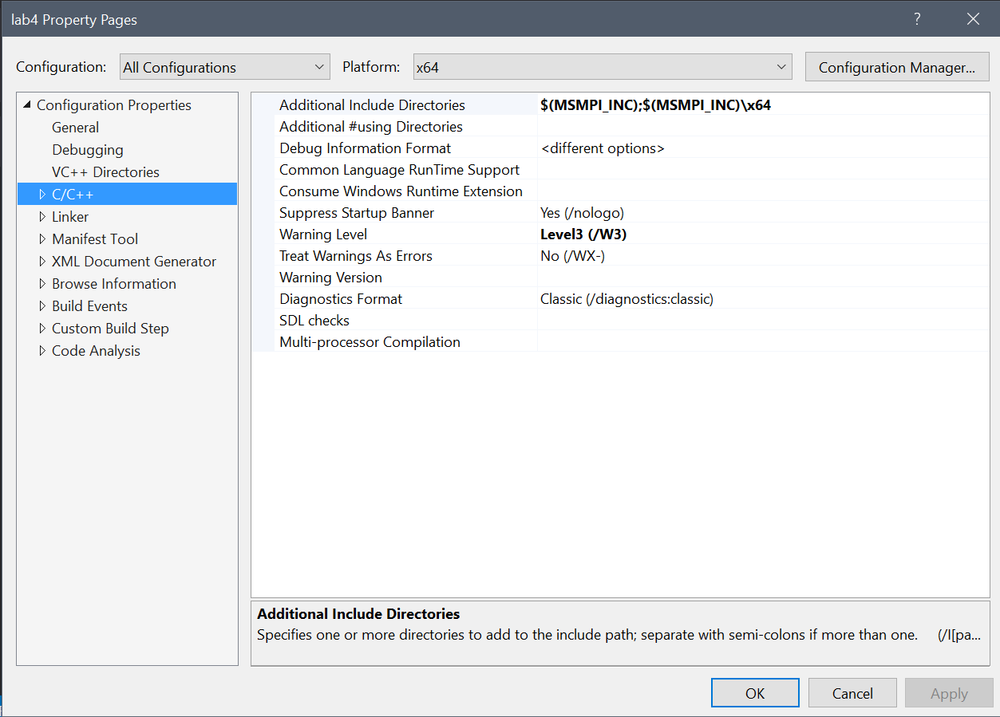 lab4 Property Pages
?
Configuration: All Configurations Platform: x64 Configuration Manager...
Configuration Properties
General
Debugging
VC++ Directories
C/C++
Linker
Manifest Tool
XML Document Generator
Browse Information
Build Events
Custom Build Step
Code Analysis
Additional Include Directories $(MSMPI_INC);$(MSMPI_INC)\x64
Additional #using Directories
Debug Information Format <different options>
Common Language RunTime Support
Consume Windows Runtime Extension
Suppress Startup Banner Yes (/nologo)
Warning Level Level3 (/W3)
Treat Warnings As Errors No (/WX-)
Warning Version
Diagnostics Format Classic (/diagnostics:classic)
SDL checks
Multi-processor Compilation
Additional Include Directories
Specifies one or more directories to add to the include path; separate with semi-colons if more than one. (/I[pa...
OK Cancel Apply